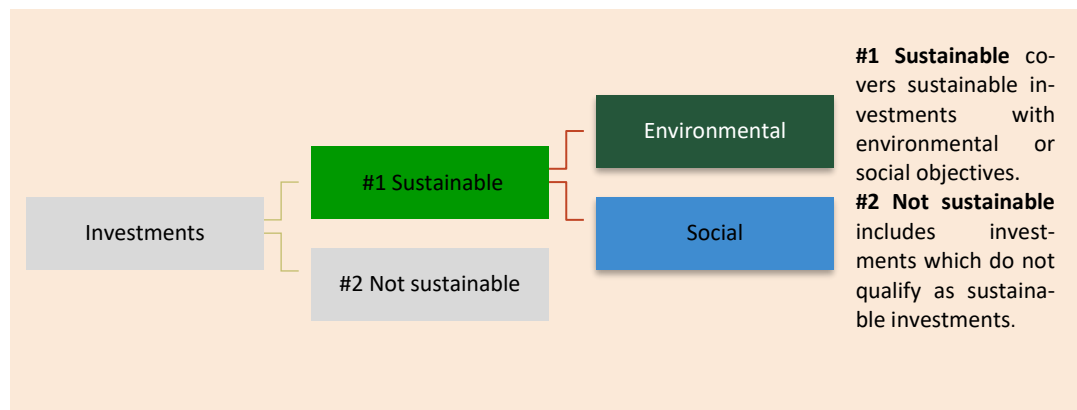 Investments
#1 Sustainable
#2 Not sustainable
Environmental
Social
#1 Sustainable co-
vers sustainable in-
vestments with
environmental or
social objectives.
#2 Not sustainable
includes invest-
ments which do not
qualify as sustaina-
ble investments.